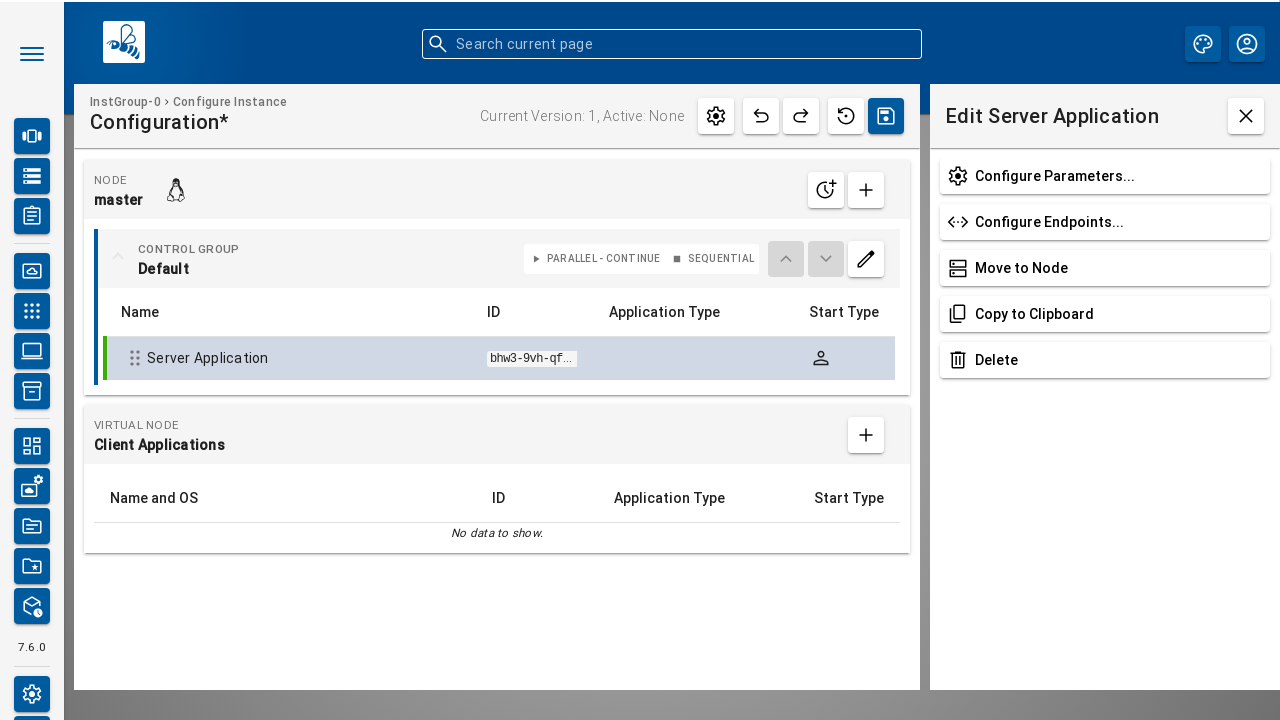 Search current page
InstGroup-0 › Configure Instance
Configuration*
Current Version: 1, Active: None
Edit Server Application
Configure Parameters...
Configure Endpoints...
Move to Node
Copy to Clipboard
Delete
NODE
master
CONTROL GROUP
Default
PARALLEL - CONTINUE
SEQUENTIAL
Name ID Application Type Start Type
Server Application bhw3-9vh-qf...
VIRTUAL NODE
Client Applications
Name and OS ID Application Type Start Type
No data to show.
7.6.0